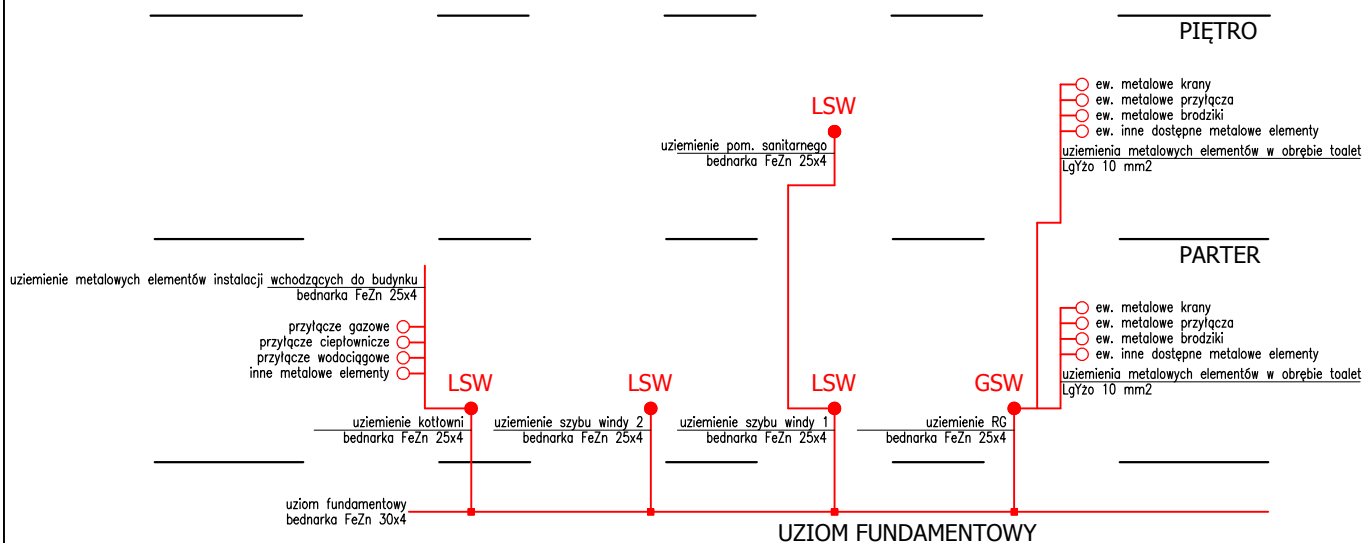 PIĘTRO
ew. metalowe krany
ew. metalowe przyłącza
ew. metalowe brodziki
ew. inne dostępne metalowe elementy
uziemienia metalowych elementów w obrębie toalet
LgYżo 10 mm2
LSW
uziemienie pom. sanitarnego
bednarka FeZn 25x4
PARTER
uziemienie metalowych elementów instalacji wchodzących do budynku
bednarka FeZn 25x4
przyłącze gazowe
przyłącze ciepłownicze
przyłącze wodociągowe
inne metalowe elementy
ew. metalowe krany
ew. metalowe przyłącza
ew. metalowe brodziki
ew. inne dostępne metalowe elementy
uziemienia metalowych elementów w obrębie toalet
LgYżo 10 mm2
LSW
LSW
LSW
GSW
uziemienie kotłowni
bednarka FeZn 25x4
uziemienie szybu windy 2
bednarka FeZn 25x4
uziemienie szybu windy 1
bednarka FeZn 25x4
uziemienie RG
bednarka FeZn 25x4
uziom fundamentowy
bednarka FeZn 30x4
UZIOM FUNDAMENTOWY